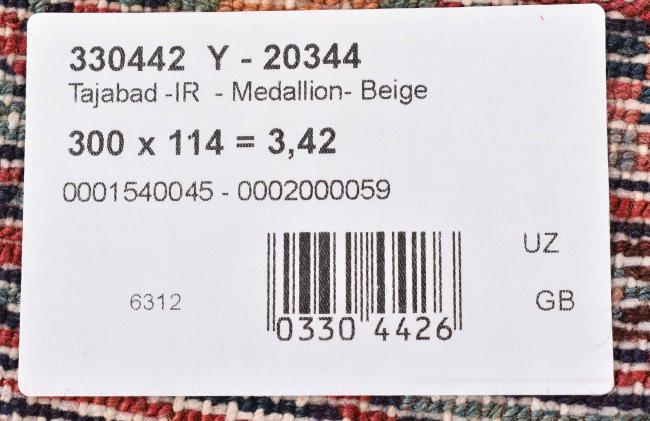 330442 Y - 20344
Tajabad -IR - Medallion- Beige
300 x 114 = 3,42
0001540045 - 0002000059
UZ
6312
GB
0330 4426